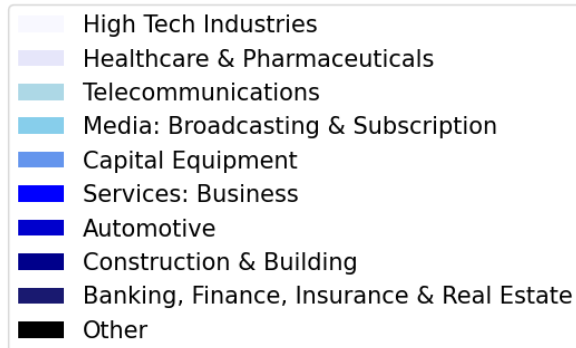 High Tech Industries
Healthcare & Pharmaceuticals
Telecommunications
Media: Broadcasting & Subscription
Capital Equipment
Services: Business
Automotive
Construction & Building
Banking, Finance, Insurance & Real Estate
Other